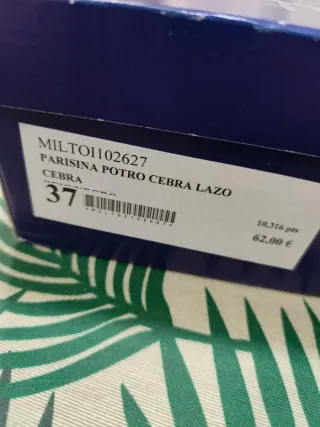 MILTOI102627
PARISINA POTRO CEBRA LAZO
CEBRA
37
10.316 pts
62,00 €